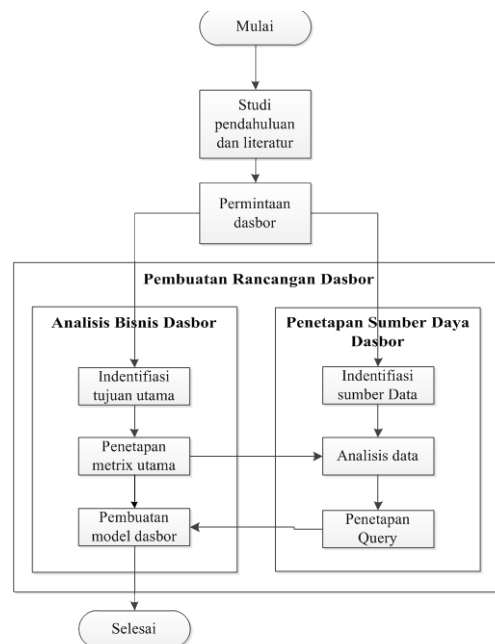 Mulai
Studi
pendahuluan
dan literatur
Permintaan
dasbor
Pembuatan Rancangan Dasbor
Analisis Bisnis Dasbor
Indentifiasi
tujuan utama
Penetapan
metrix utama
Pembuatan
model dasbor
Penetapan Sumber Daya
Dasbor
Indentifiasi
sumber Data
Analisis data
Penetapan
Query
Selesai